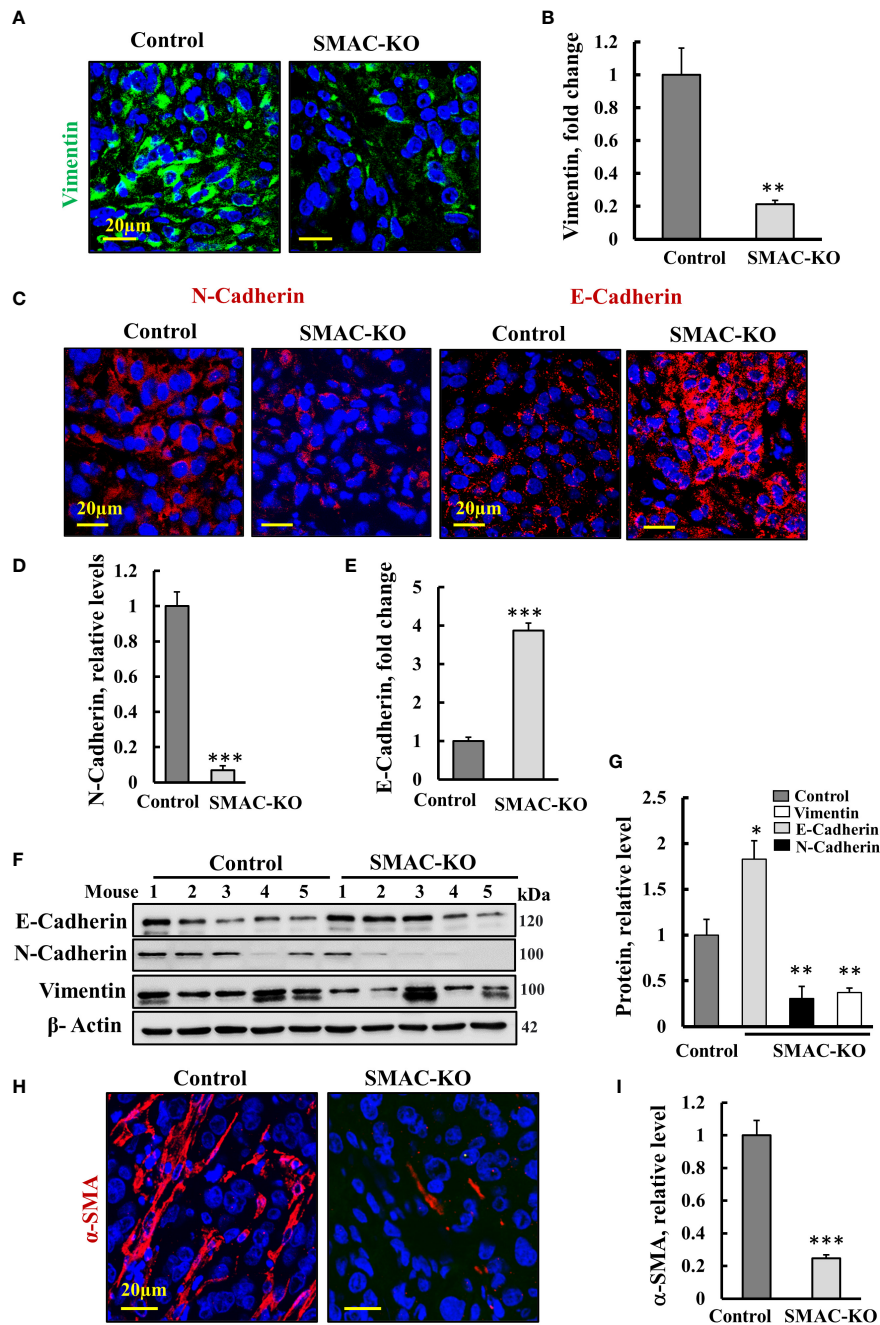 A
Control
SMAC-KO
Vimentin
20µm
B
Vimentin, fold change
1.2
1
0.8
0.6
0.4
0.2
0
**
Control
SMAC-KO
C
N-Cadherin
E-Cadherin
Control
SMAC-KO
Control
SMAC-KO
20µm
20µm
D
N-Cadherin, relative levels
1.2
1
0.8
0.6
0.4
0.2
0
***
Control
SMAC-KO
E
E-Cadherin, fold change
5
4
3
2
1
0
***
Control
SMAC-KO
F
Control
SMAC-KO
Mouse 1 2 3 4 5 1 2 3 4 5 kDa
E-Cadherin 120
N-Cadherin 100
Vimentin 100
β- Actin 42
G
Protein, relative level
2.5
2
1.5
1
0.5
0
Control
Vimentin
E-Cadherin
N-Cadherin
*
**
**
Control
SMAC-KO
H
Control
SMAC-KO
α-SMA
20µm
I
α-SMA, relative level
1.2
1
0.8
0.6
0.4
0.2
0
***
Control
SMAC-KO